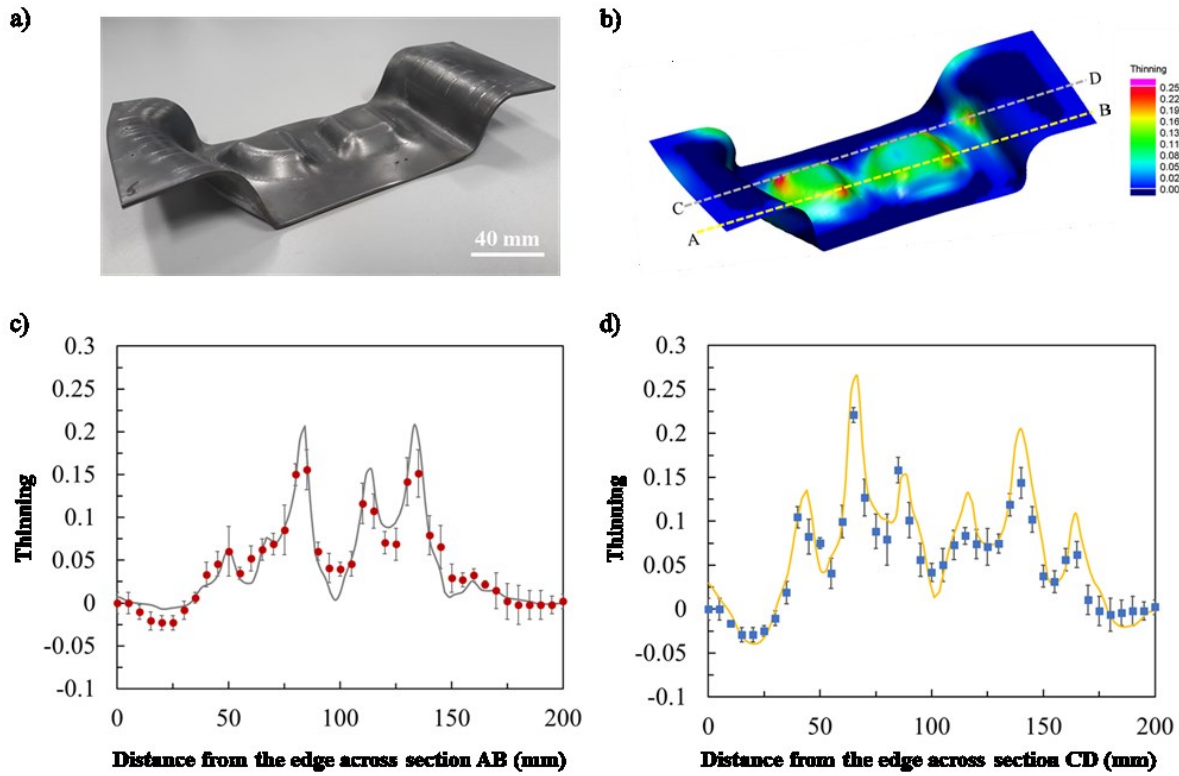 a)
40 mm
b)
Thinning
0.25
0.22
0.19
0.16
0.13
0.11
0.08
0.05
0.02
0.00
D
B
C
A
c)
Thinning
0.3
0.25
0.2
0.15
0.1
0.05
0
-0.05
-0.1
0
50
100
150
200
Distance from the edge across section AB (mm)
d)
Thinning
0.3
0.25
0.2
0.15
0.1
0.05
0
-0.05
-0.1
0
50
100
150
200
Distance from the edge across section CD (mm)